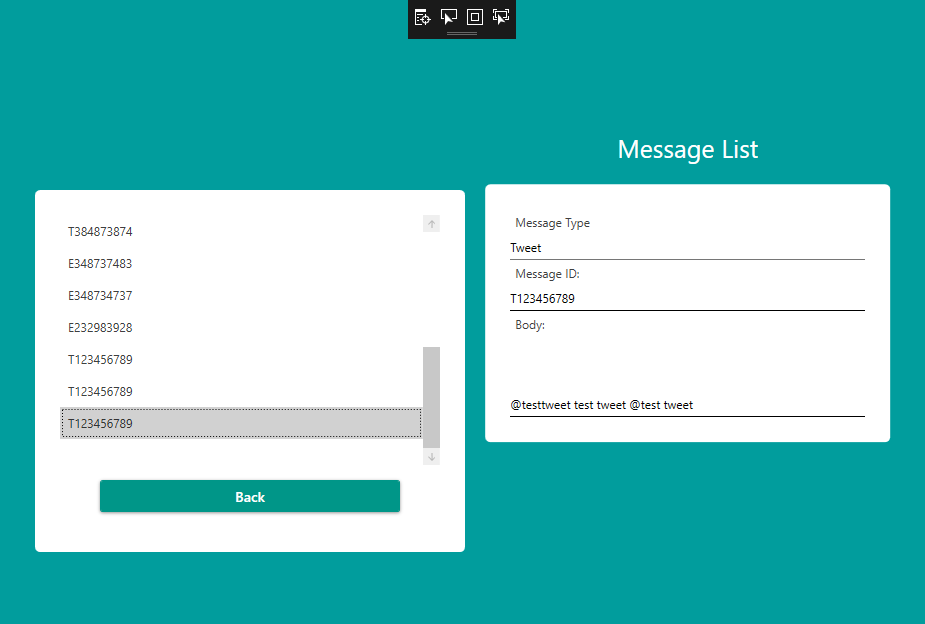 Message List
T384873874
E348737483
E348734737
E232983928
T123456789
T123456789
T123456789
Back
Message Type
Tweet
Message ID:
T123456789
Body:
@testtweet test tweet @test tweet